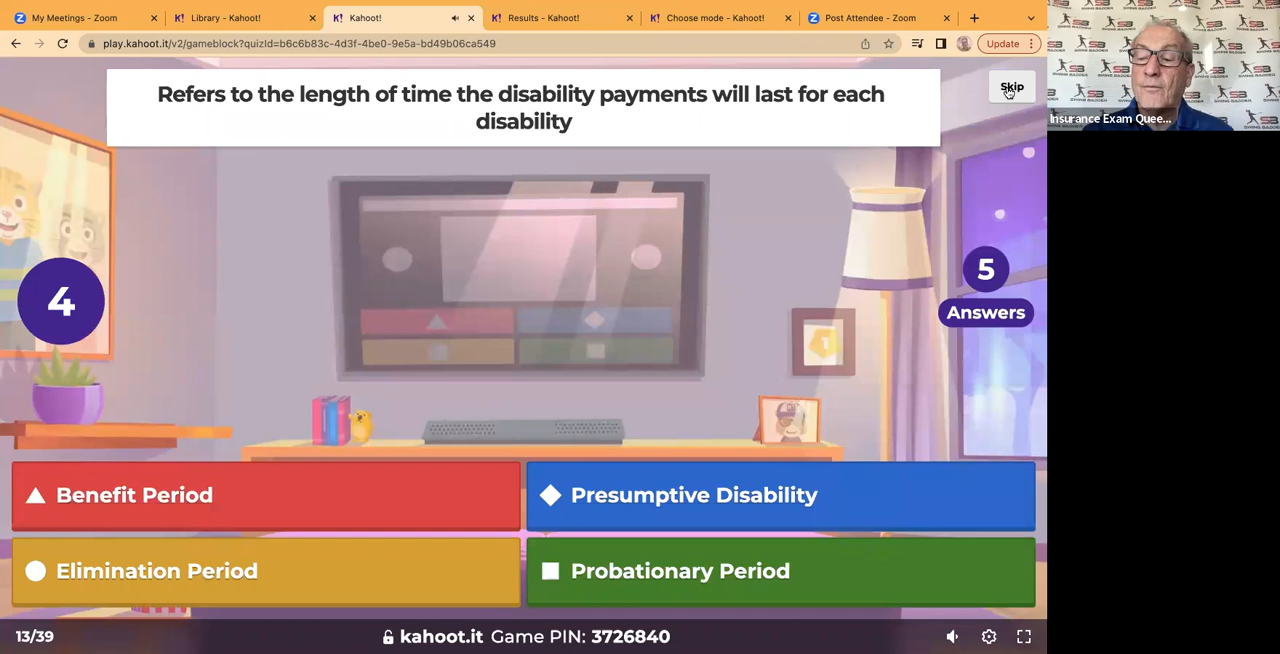 My Meetings - Zoom
Library - Kahoot!
Kahoot!
Results - Kahoot!
Choose mode - Kahoot!
Post Attendee - Zoom
play.kahoot.it/v2/gameblock?quizId=b6c6b83c-4d3f-4be0-9e5a-bd49b06ca549
Update
Refers to the length of time the disability payments will last for each
disability
Skip
Insurance Exam Quee...
4
5
Answers
1
Benefit Period
Presumptive Disability
Elimination Period
Probationary Period
13/39
kahoot.it Game PIN: 3726840